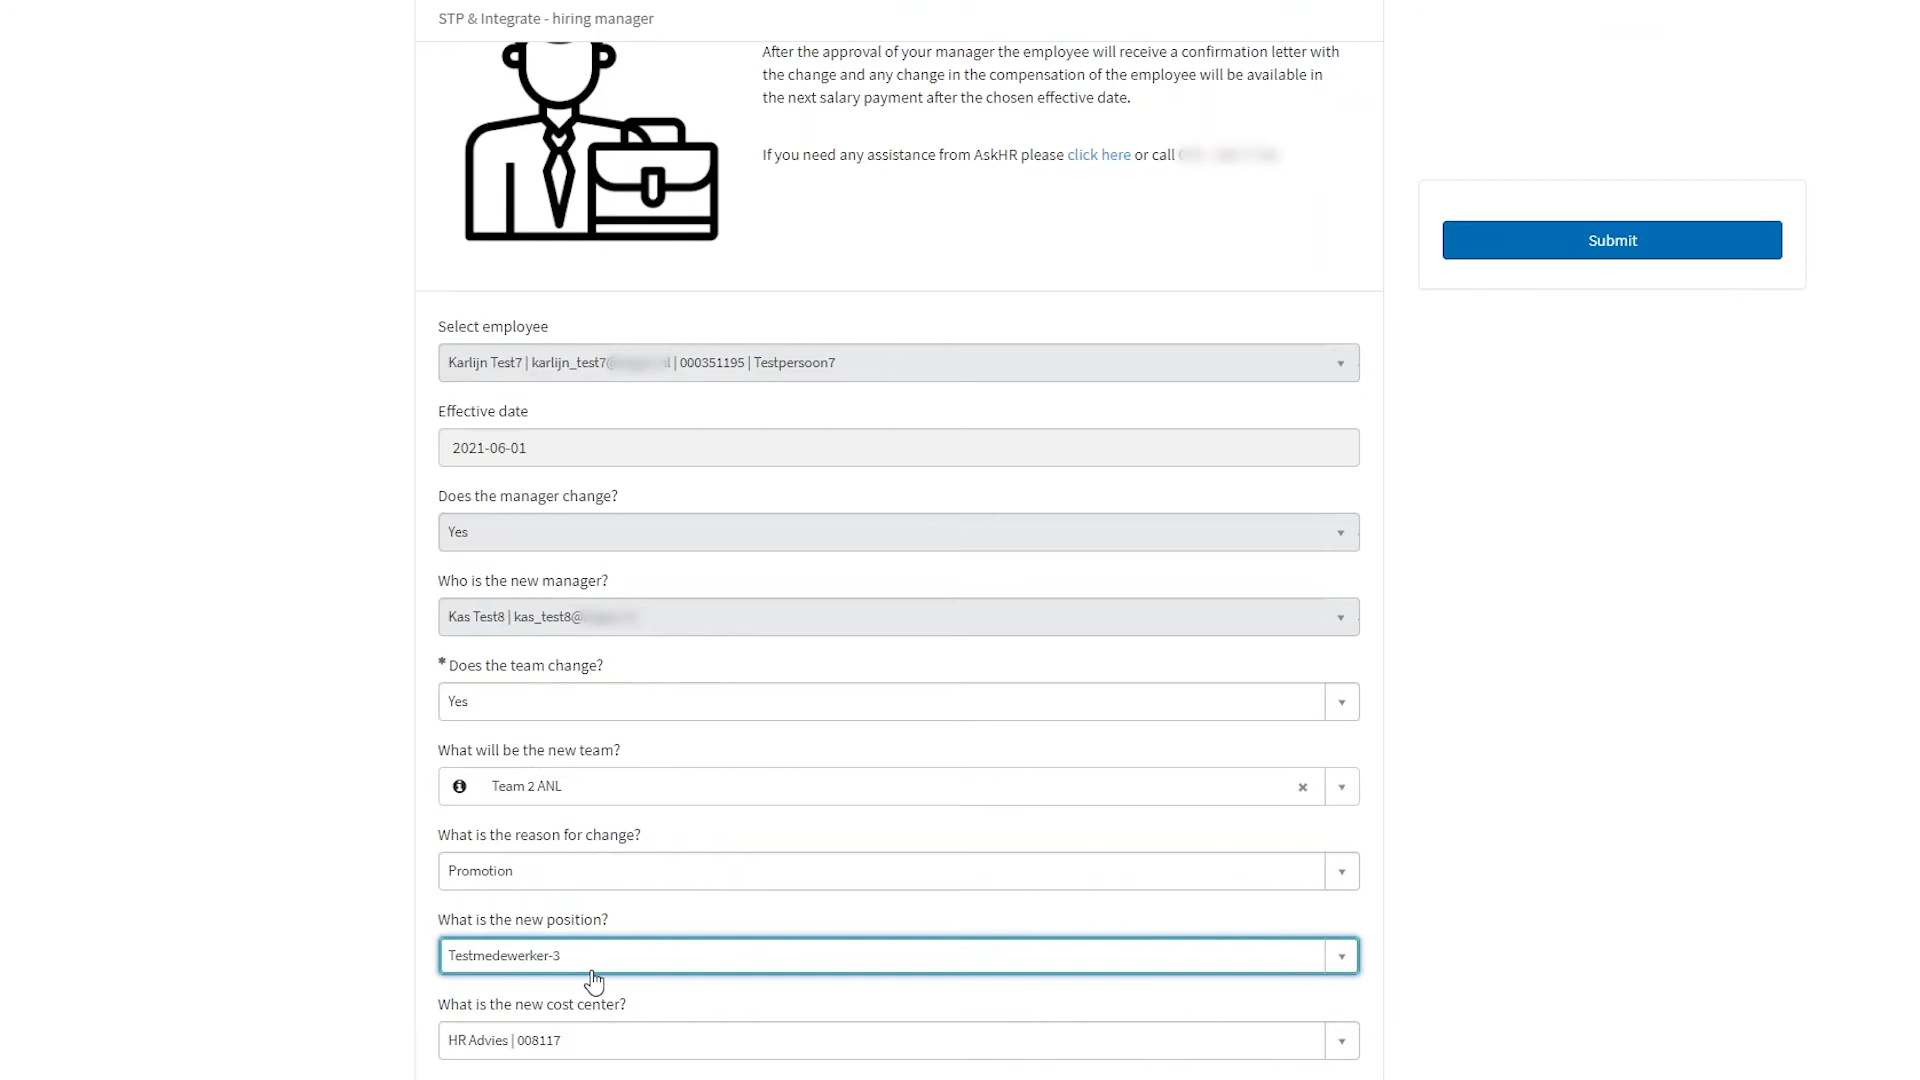 STP & Integrate - hiring manager
After the approval of your manager the employee will receive a confirmation letter with
the change and any change in the compensation of the employee will be available in
the next salary payment after the chosen effective date.
If you need any assistance from AskHR please click here or call
Submit
Select employee
Karlijn Test7 | karlijn_test7@ l | 000351195 | Testpersoon7
Effective date
2021-06-01
Does the manager change?
Yes
Who is the new manager?
Kas Test8 | kas_test8@
* Does the team change?
Yes
What will be the new team?
Team 2 ANL
What is the reason for change?
Promotion
What is the new position?
Testmedewerker-3
What is the new cost center?
HR Advies | 008117